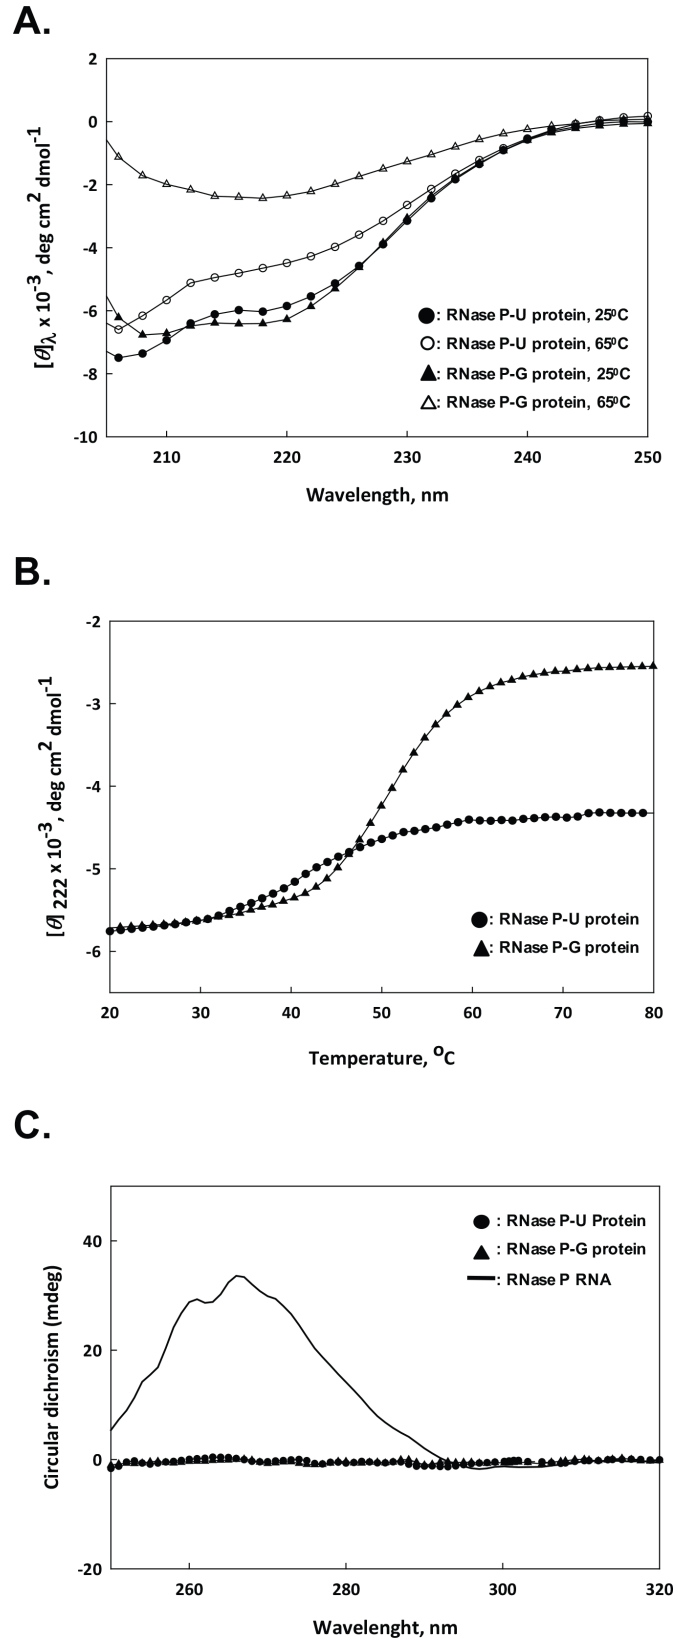 A.
2
0
-2
-4
-6
-8
-10
[θ]λ x 10-3, deg cm2 dmol-1
●: RNase P-U protein, 25⁰C
○: RNase P-U protein, 65⁰C
▲: RNase P-G protein, 25⁰C
△: RNase P-G protein, 65⁰C
210 220 230 240 250
Wavelength, nm
B.
-2
-3
-4
-5
-6
[θ] 222 x 10-3, deg cm2 dmol-1
●: RNase P-U protein
▲: RNase P-G protein
20 30 40 50 60 70 80
Temperature, oC
C.
40
20
0
-20
Circular dichroism (mdeg)
● : RNase P-U Protein
▲ : RNase P-G protein
—: RNase P RNA
260 280 300 320
Wavelenght, nm